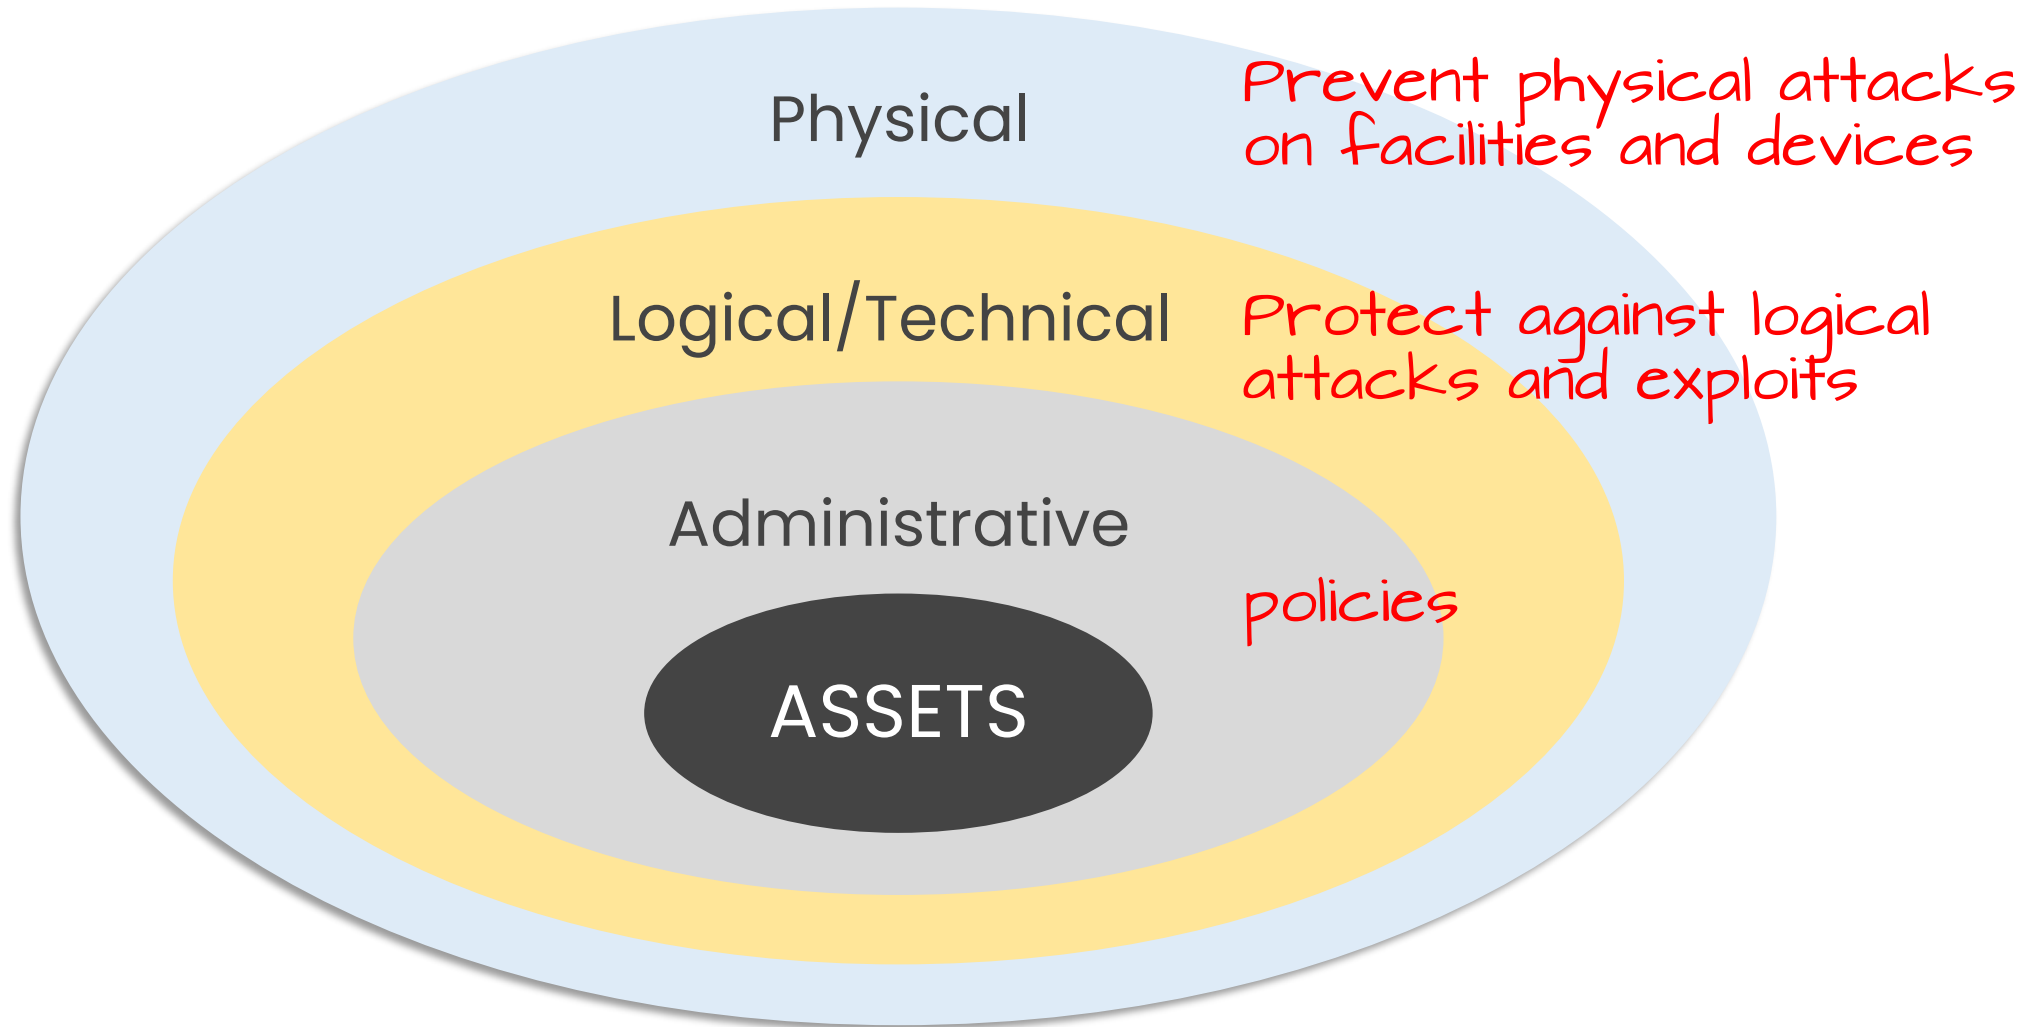 Physical
Prevent physical attacks
on facilities and devices
Logical/Technical
Protect against logical
attacks and exploits
Administrative
policies
ASSETS